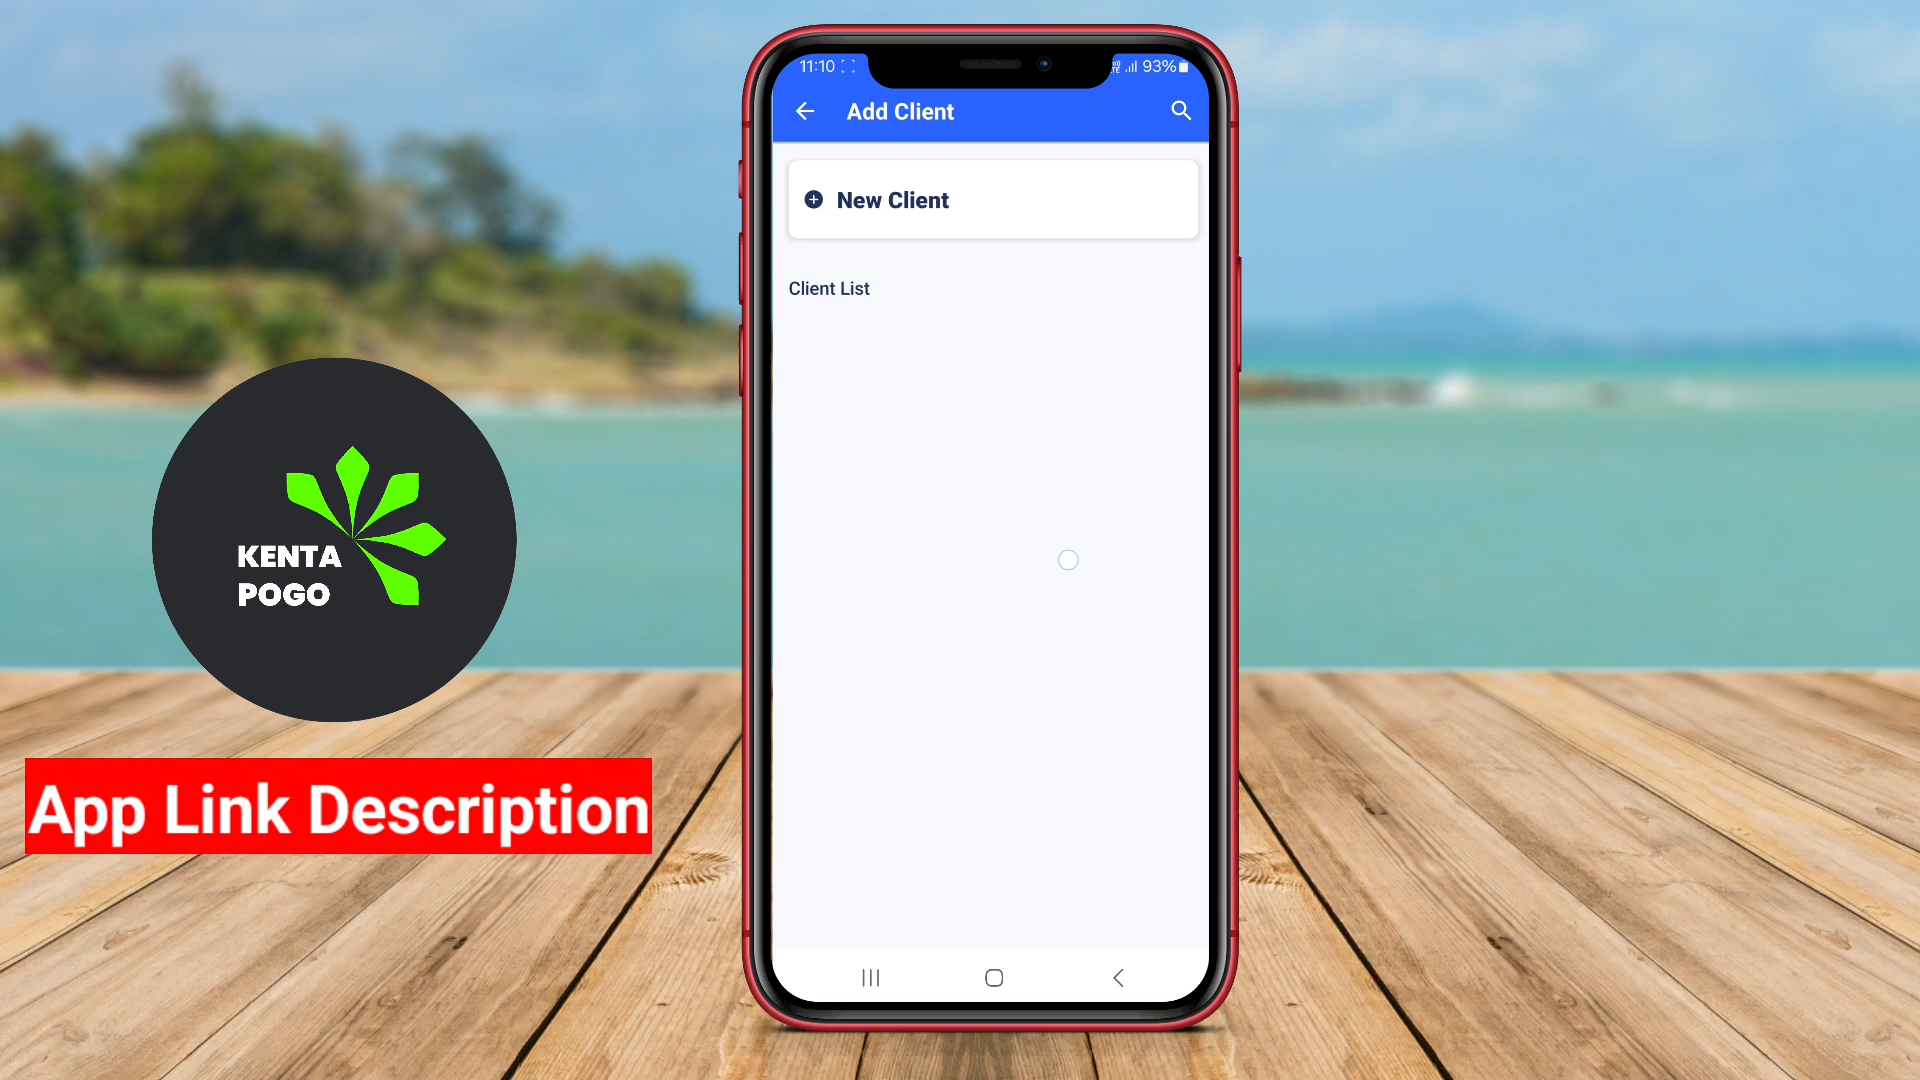 11:10
93%
Add Client
New Client
Client List
KENTA
POGO
App Link Description